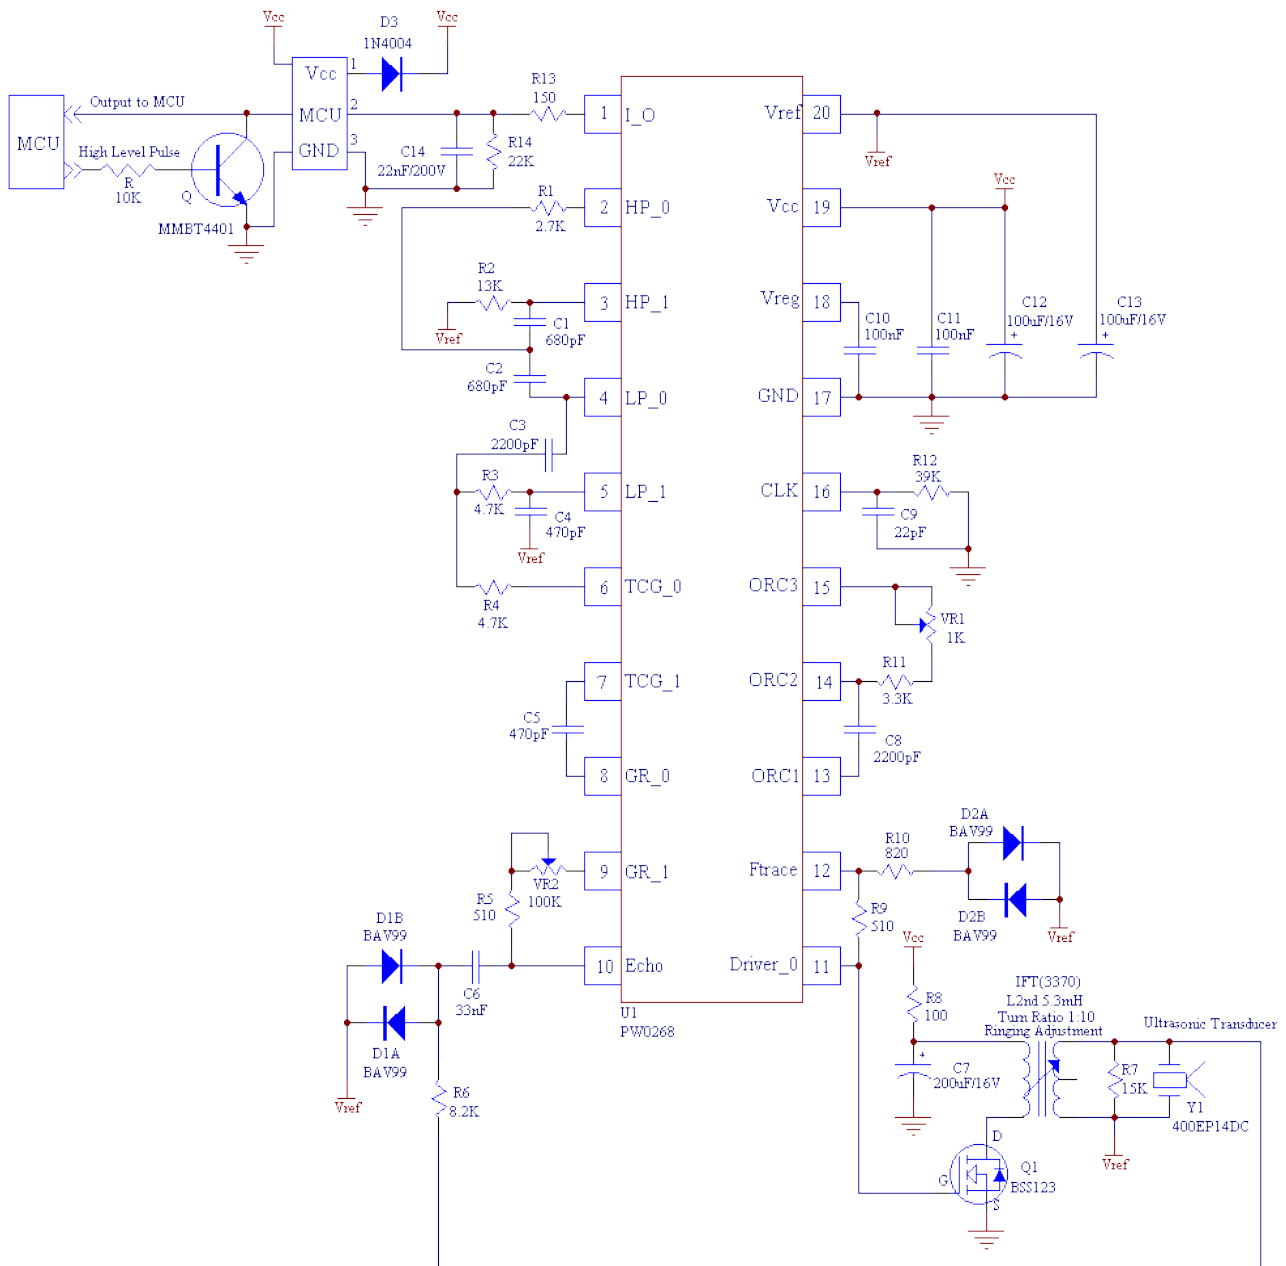 Vcc
D3
1N4004
Vcc
Output to MCU
MCU
High Level Pulse
R
10K
Q
MMBT4401
Vcc
1
MCU
2
GND
3
C14
22nF/200V
R14
22K
R13
150
1
I_O
R1
2.7K
2
HP_0
R2
13K
Vref
C1
680pF
3
HP_1
C2
680pF
4
LP_0
C3
2200pF
R3
4.7K
C4
470pF
Vref
5
LP_1
R4
4.7K
6
TCG_0
7
TCG_1
C5
470pF
8
GR_0
VR2
100K
9
GR_1
R5
510
D1B
BAV99
C6
33nF
10
Echo
D1A
BAV99
Vref
R6
8.2K
U1
PW0268
Vref
20
Vref
Vcc
19
Vcc
Vreg
18
C10
100nF
C11
100nF
C12
100uF/16V
+
C13
100uF/16V
+
GND
17
CLK
16
R12
39K
C9
22pF
ORC3
15
VR1
1K
ORC2
14
R11
3.3K
C8
2200pF
ORC1
13
D2A
BAV99
Ftrace
12
R10
820
D2B
BAV99
Vref
R9
510
Driver_0
11
Vcc
R8
100
+
C7
200uF/16V
IFT(3370)
L2nd 5.3mH
Turn Ratio 1:10
Ringing Adjustment
Ultrasonic Transducer
R7
15K
Y1
400EP14DC
Vref
D
G
S
Q1
BSS123